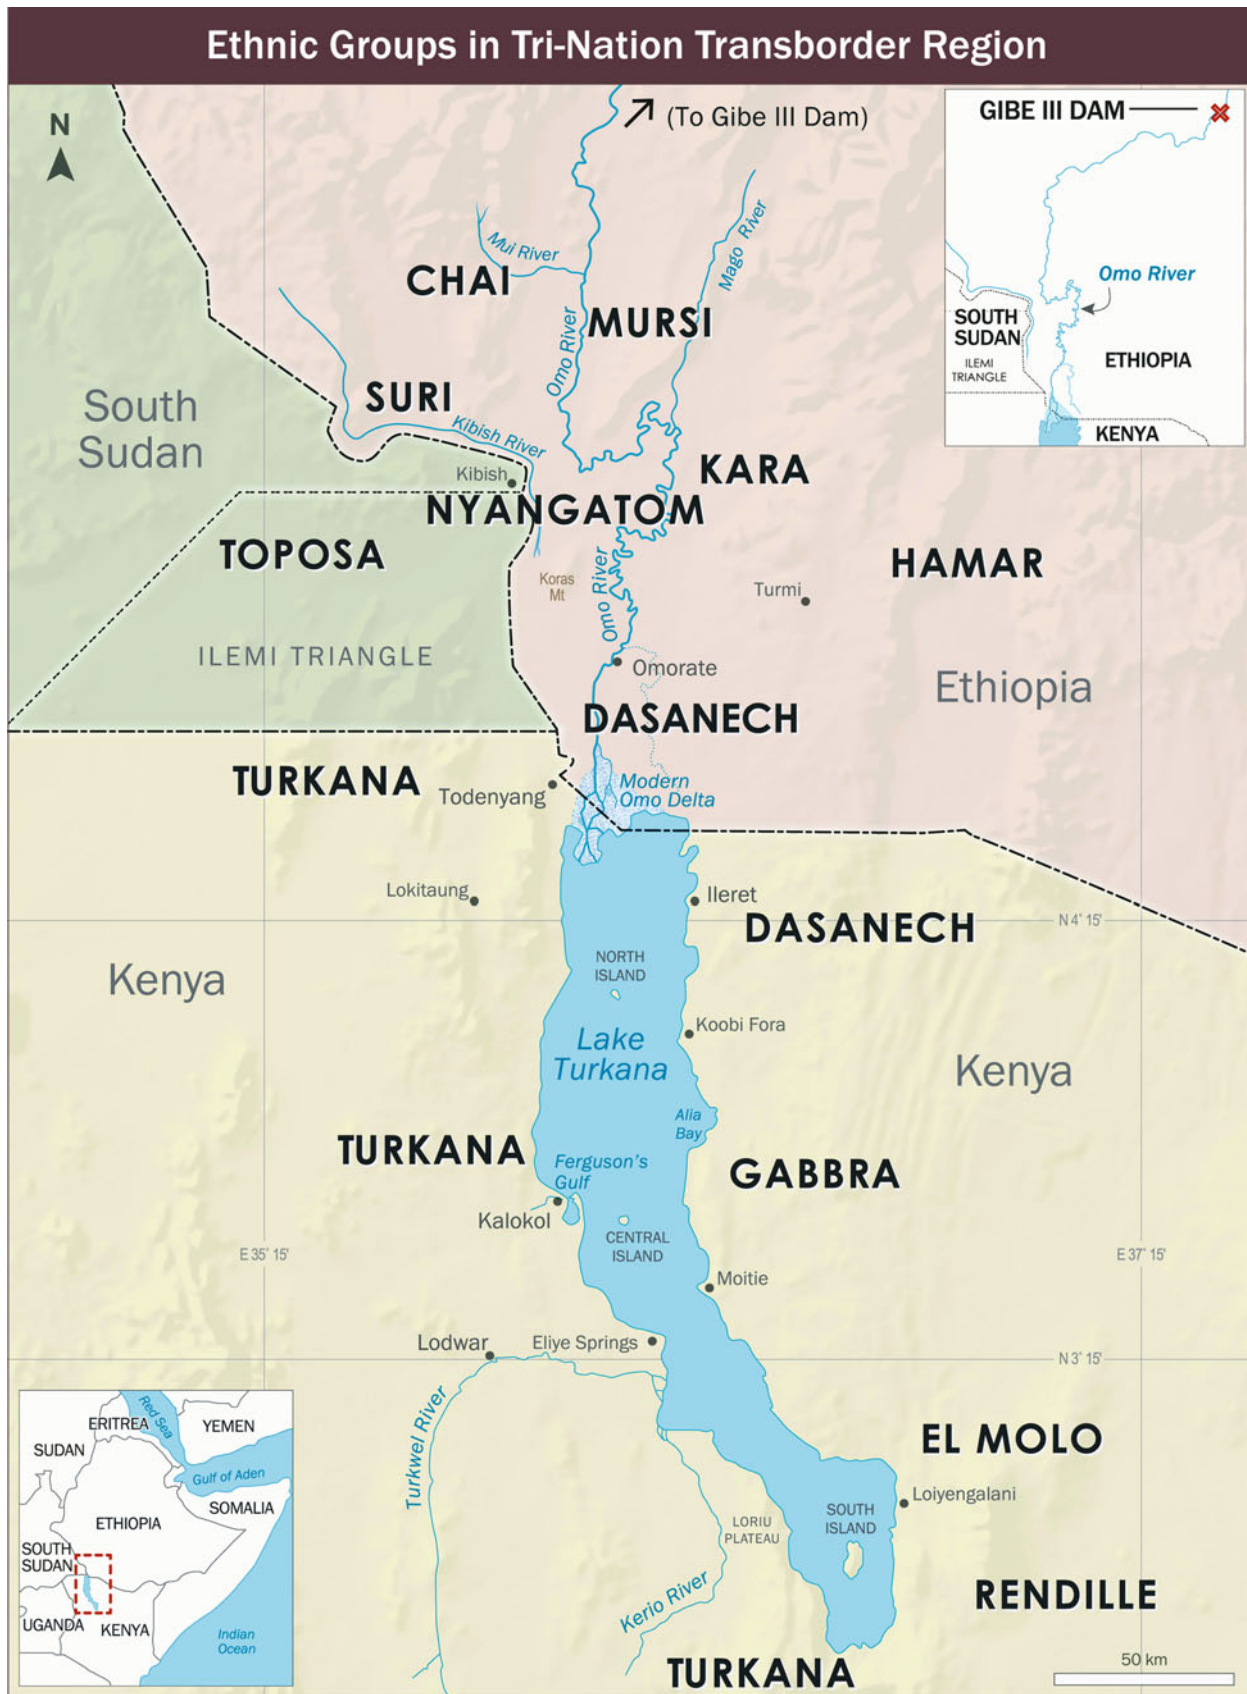 Ethnic Groups in Tri-Nation Transborder Region
N
(To Gibe III Dam)
GIBE III DAM
Omo River
SOUTH
SUDAN
ILEMI
TRIANGLE
ETHIOPIA
KENYA
Mui River
Mago River
CHAI
MURSI
Omo River
South
Sudan
SURI
Kibish River
Kibish
KARA
NYANGATOM
TOPOSA
HAMAR
Koras
Mt
Omo River
Turmi
ILEMI TRIANGLE
Omorate
Ethiopia
DASANECH
TURKANA
Todenyang
Modern
Omo Delta
Lokitaung
Ileret
DASANECH
N 4° 15'
Kenya
NORTH
ISLAND
Koobi Fora
Lake
Turkana
Kenya
Alia
Bay
TURKANA
Ferguson's
Gulf
GABBRA
Kalokol
CENTRAL
ISLAND
E 35° 15'
E 37° 15'
Moitie
Lodwar
Eliye Springs
N 3° 15'
Turkwel River
EL MOLO
Loiyengalani
LORIU
PLATEAU
SOUTH
ISLAND
Kerio River
RENDILLE
TURKANA
50 km
ERITREA
Red Sea
YEMEN
SUDAN
Gulf of Aden
SOMALIA
ETHIOPIA
SOUTH
SUDAN
UGANDA
KENYA
Indian
Ocean